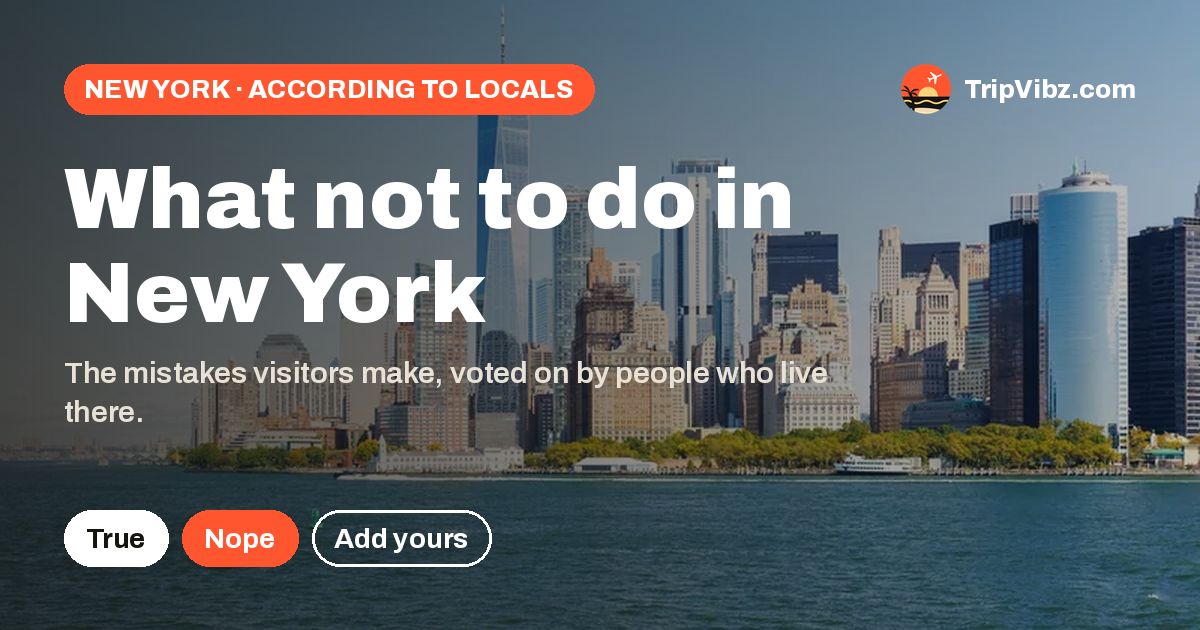 NEW YORK · ACCORDING TO LOCALS
TripVibz.com
What not to do in
New York
The mistakes visitors make, voted on by people who live
there.
True
Nope
Add yours